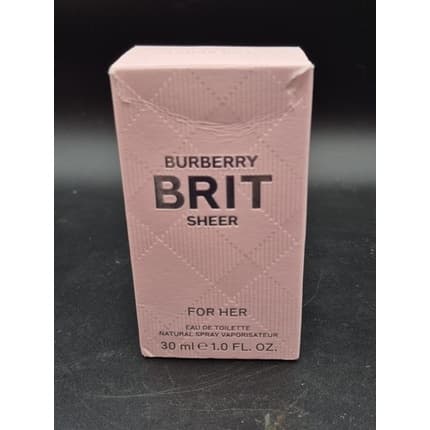 BURBERRY
BRIT
SHEER
FOR HER
EAU DE TOILETTE
NATURAL SPRAY VAPORISATEUR
30 ml ℮ 1.0 FL. OZ.